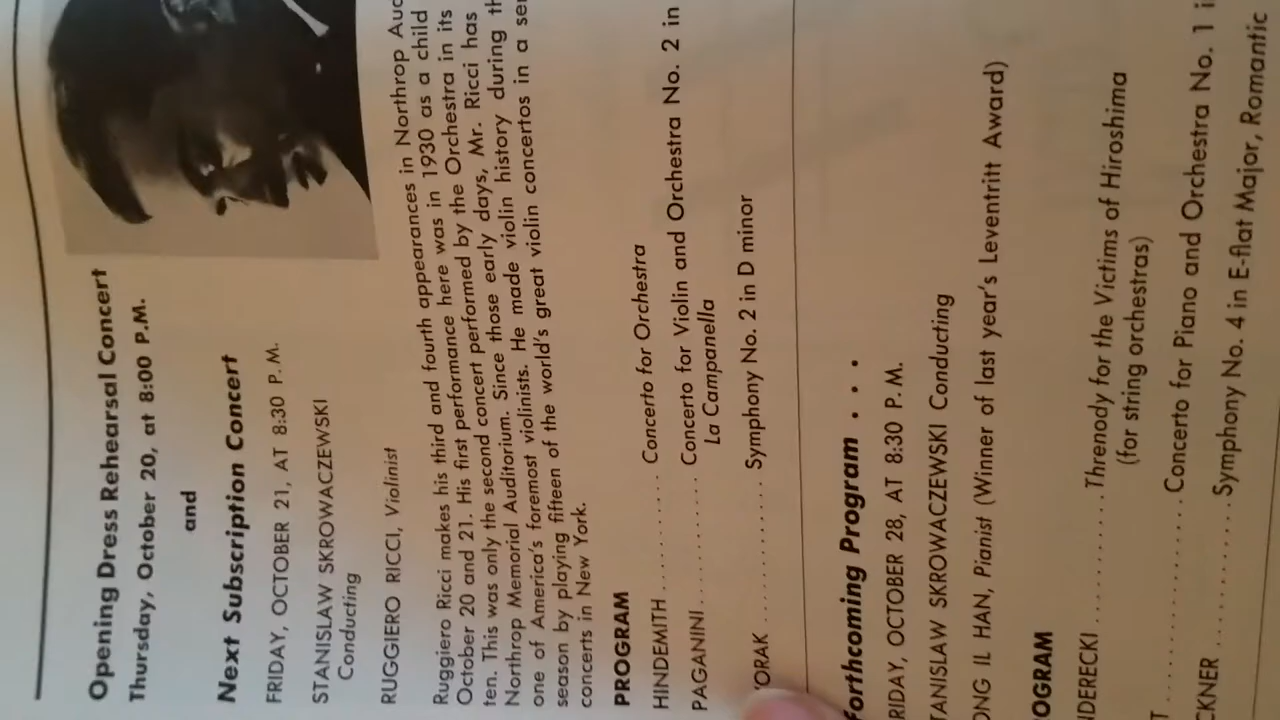 Opening Dress Rehearsal Concert
Thursday, October 20, at 8:00 P.M.
and
Next Subscription Concert
FRIDAY, OCTOBER 21, AT 8:30 P.M.
STANISLAW SKROWACZEWSKI
Conducting
RUGGIERO RICCI, Violinist
Ruggiero Ricci makes his third and fourth appearances in Northrop Auc
October 20 and 21. His first performance here was in 1930 as a child
ten. This was only the second concert performed by the Orchestra in its
Northrop Memorial Auditorium. Since those early days, Mr. Ricci has
one of America's foremost violinists. He made violin history during th
season by playing fifteen of the world's great violin concertos in a ser
concerts in New York.
PROGRAM
HINDEMITH ........ Concerto for Orchestra
PAGANINI .......... Concerto for Violin and Orchestra No. 2 in
La Campanella
VORAK ............ Symphony No. 2 in D minor
Forthcoming Program . . .
RIDAY, OCTOBER 28, AT 8:30 P.M.
TANISLAW SKROWACZEWSKI Conducting
ONG IL HAN, Pianist (Winner of last year's Leventritt Award)
OGRAM
NDERECKI .......... Threnody for the Victims of Hiroshima
(for string orchestras)
T .................. Concerto for Piano and Orchestra No. 1 i
CKNER ............ Symphony No. 4 in E-flat Major, Romantic